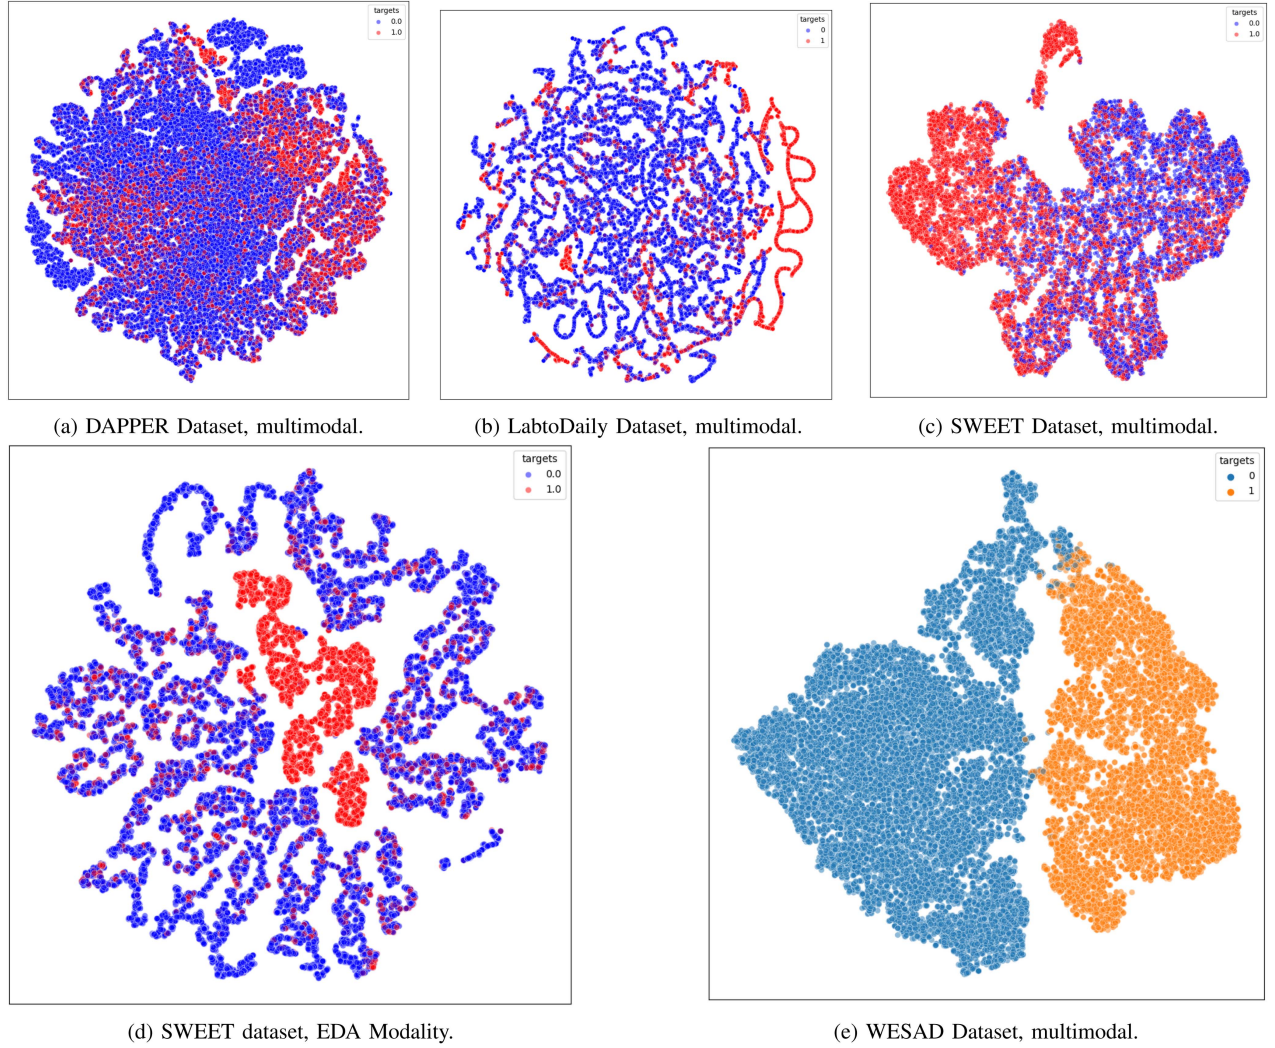 targets
0.0
1.0
targets
0
1
targets
0.0
1.0
(a) DAPPER Dataset, multimodal.
(b) LabtoDaily Dataset, multimodal.
(c) SWEET Dataset, multimodal.
targets
0.0
1.0
targets
0
1
(d) SWEET dataset, EDA Modality.
(e) WESAD Dataset, multimodal.